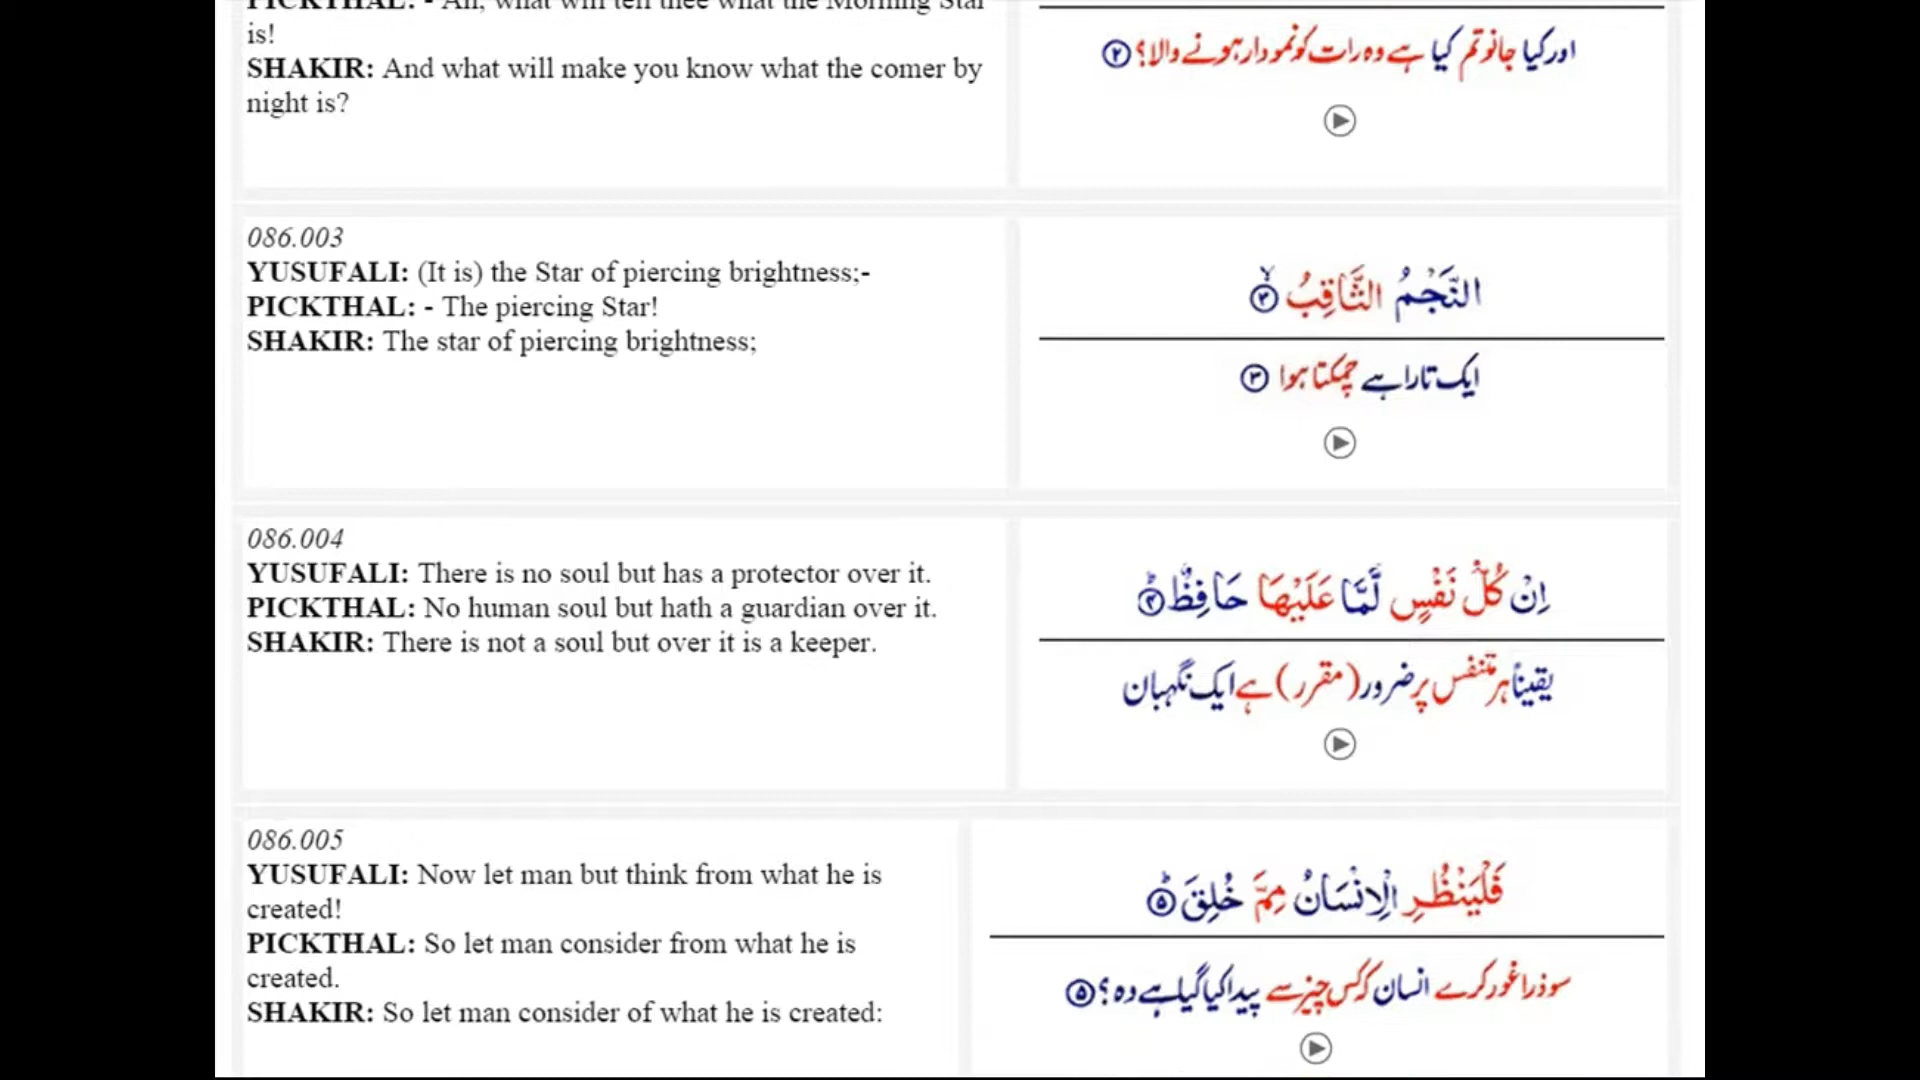 is!
SHAKIR: And what will make you know what the comer by
night is?
اور کیا جانو تم کیا ہے وہ رات کو نمودار ہونے والا؟ ۲
086.003
YUSUFALI: (It is) the Star of piercing brightness;-
PICKTHAL: - The piercing Star!
SHAKIR: The star of piercing brightness;
النَّجْمُ الثَّاقِبُ ۙ۳
ایک تارا ہے چمکتا ہوا ۳
086.004
YUSUFALI: There is no soul but has a protector over it.
PICKTHAL: No human soul but hath a guardian over it.
SHAKIR: There is not a soul but over it is a keeper.
اِنْ كُلُّ نَفْسٍ لَّمَّا عَلَيْهَا حَافِظٌ ؕ۴
یقیناً ہر متنفس پر ضرور (مقرر) ہے ایک نگہبان
086.005
YUSUFALI: Now let man but think from what he is
created!
PICKTHAL: So let man consider from what he is
created.
SHAKIR: So let man consider of what he is created:
فَلْيَنْظُرِ الْاِنْسَانُ مِمَّ خُلِقَ ؕ۵
سو ذرا غور کرے انسان کہ کس چیز سے پیدا کیا گیا ہے وہ؟ ۵